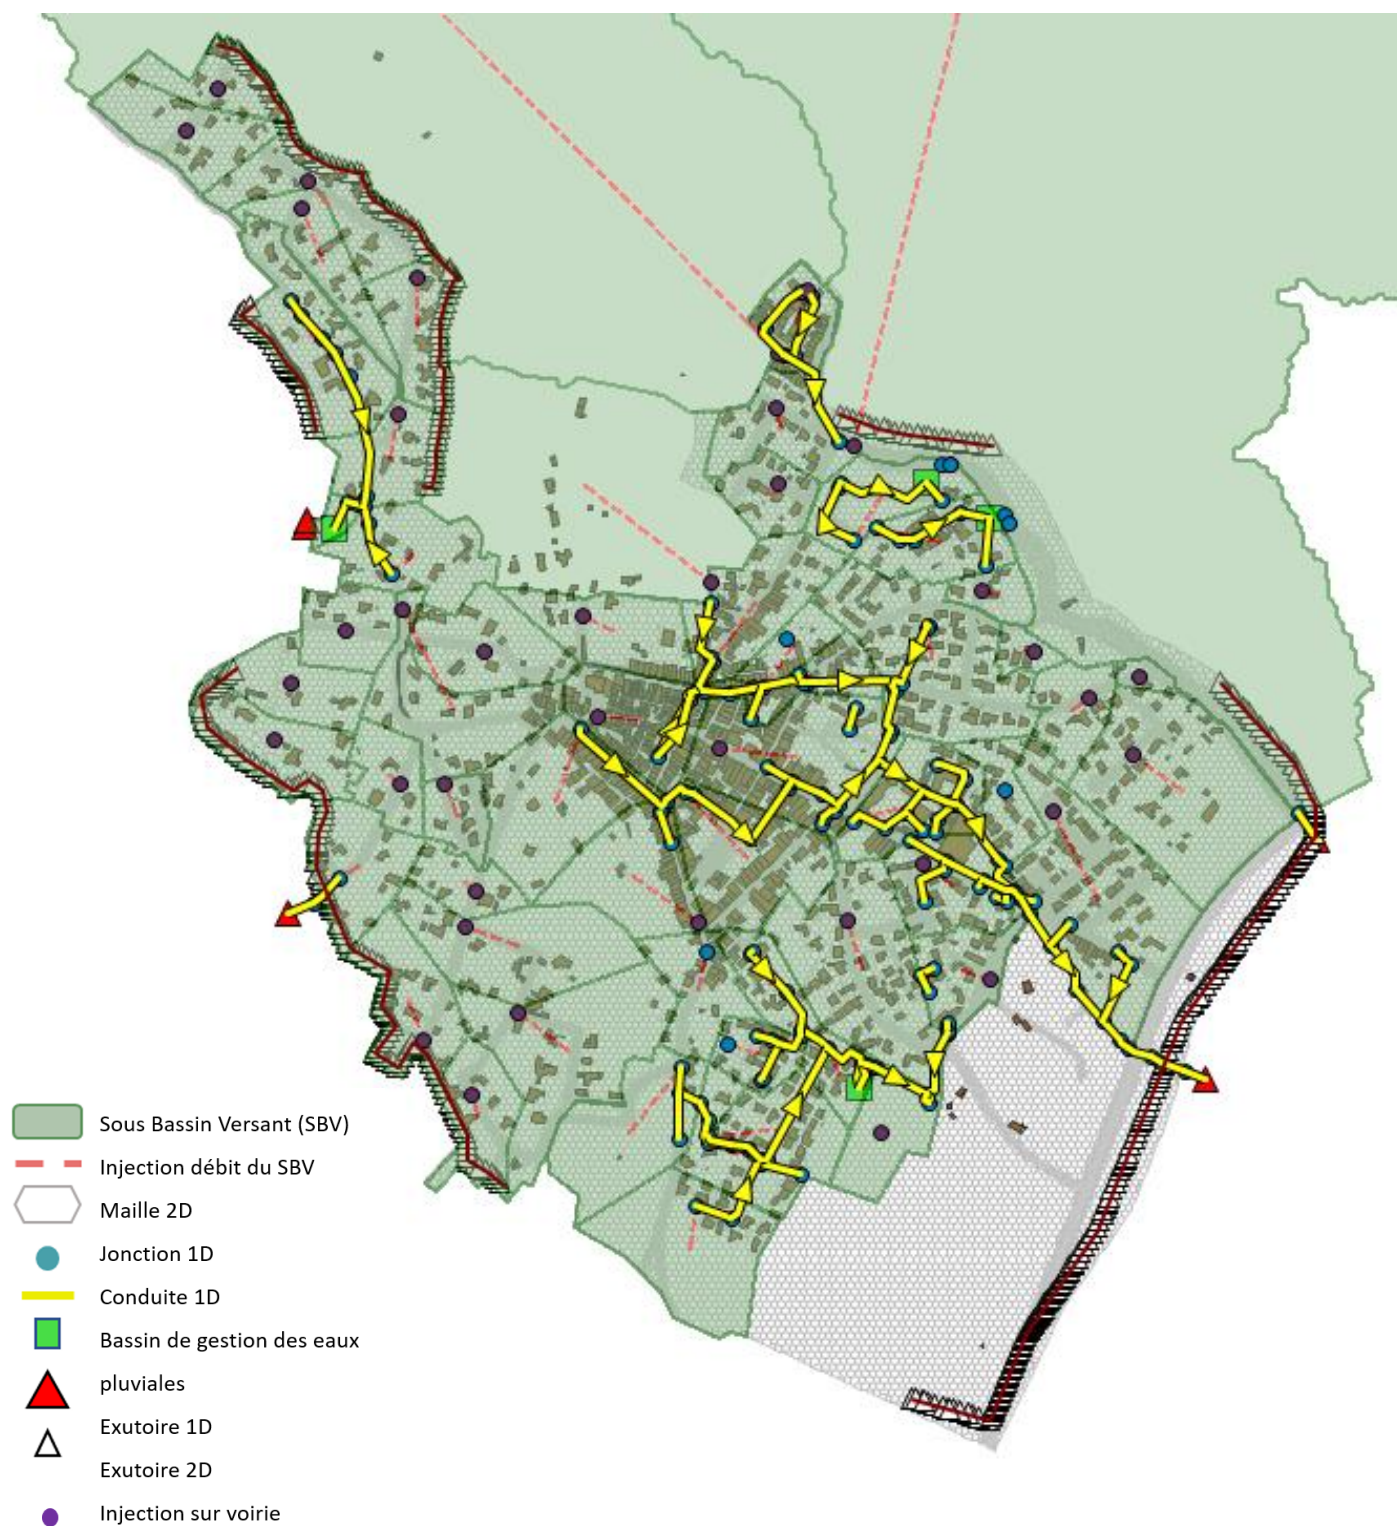 Sous Bassin Versant (SBV)
Injection débit du SBV
Maille 2D
Jonction 1D
Conduite 1D
Bassin de gestion des eaux
pluviales
Exutoire 1D
Exutoire 2D
Injection sur voirie